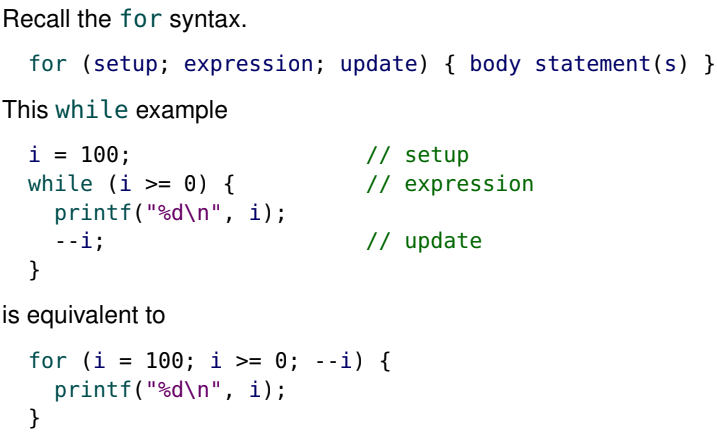 Recall the for syntax.
for (setup; expression; update) { body statement(s) }
This while example
i = 100; // setup
while (i >= 0) { // expression
printf("%d\n", i);
--i; // update
}
is equivalent to
for (i = 100; i >= 0; --i) {
printf("%d\n", i);
}